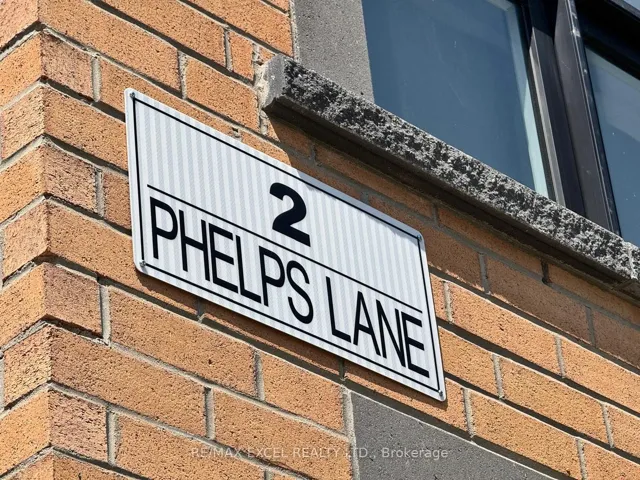 2
PHELPS LANE
RE/MAX EXCEL REALTY LTD., Brokerage